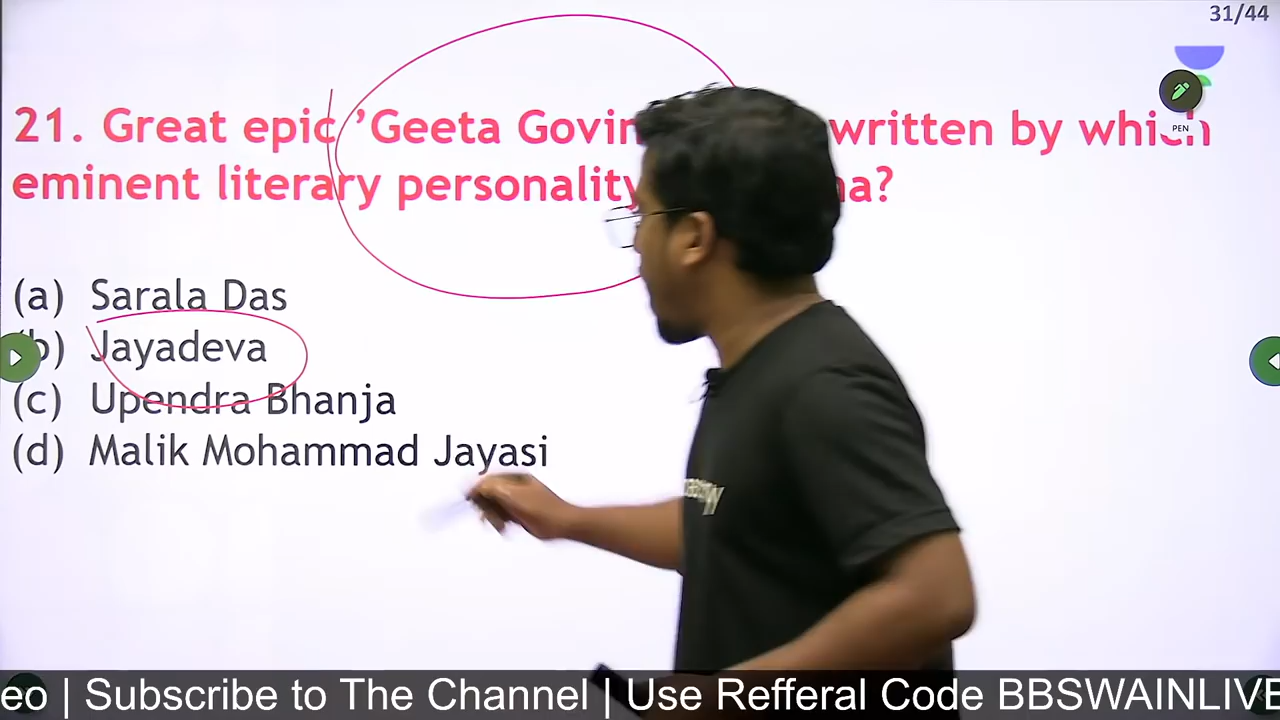 31/44
21. Great epic ’Geeta Govin written by which
eminent literary personality ha?
PEN
(a) Sarala Das
(b) Jayadeva
(c) Upendra Bhanja
(d) Malik Mohammad Jayasi
eo | Subscribe to The Channel | Use Refferal Code BBSWAINLIVE